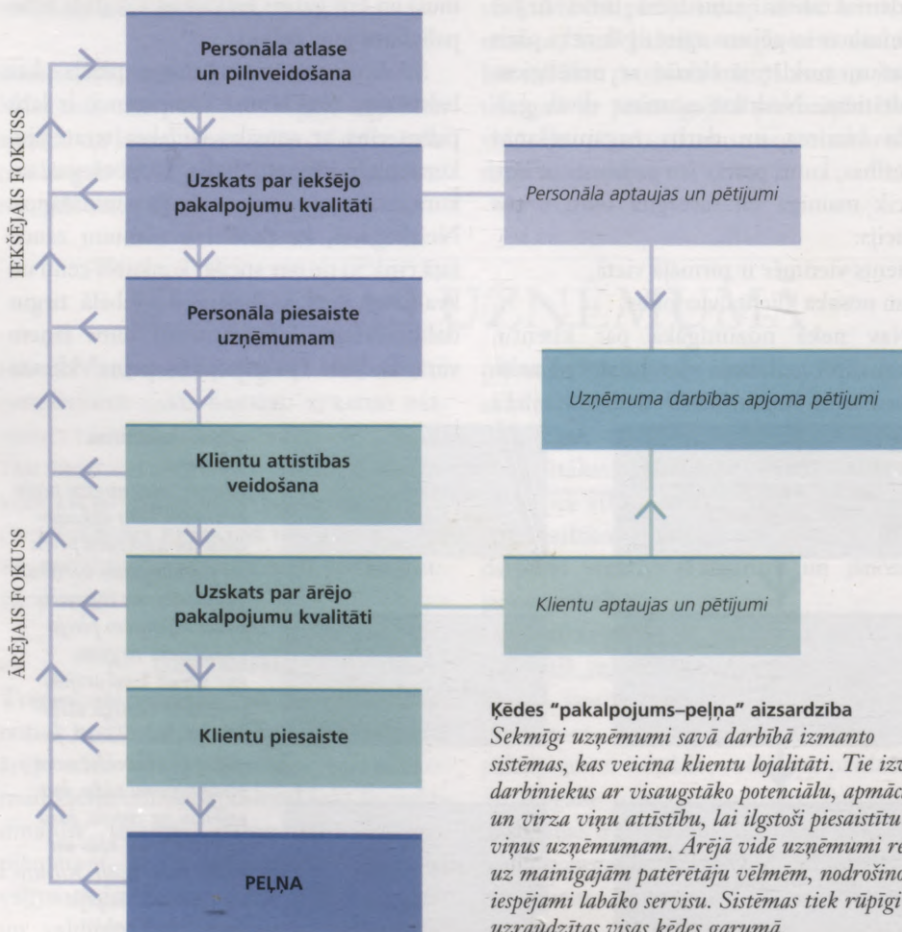 Personāla atlase
un pilnveidošana
IEKŠĒJAIS FOKUSS
Uzskats par iekšējo
pakalpojumu kvalitāti
Personāla aptaujas un pētījumi
Personāla piesaiste
uzņēmumam
Uzņēmuma darbības apjoma pētījumi
Klientu attīstības
veidošana
ĀRĒJAIS FOKUSS
Uzskats par ārējo
pakalpojumu kvalitāti
Klientu aptaujas un pētījumi
Klientu piesaiste
PEĻŅA
Ķēdes “pakalpojums–peļņa” aizsardzība
Sekmīgi uzņēmumi savā darbībā izmanto
sistēmas, kas veicina klientu lojalitāti. Tie
darbiniekus ar visaugstāko potenciālu,
un virza viņu attīstību, lai ilgstoši piesaistītu
viņus uzņēmumam. Ārējā vidē uzņēmumi
uz mainīgajām patērētāju vēlmēm,
iespējami labāko servisu. Sistēmas tiek rūpīgi
uzraudzītas visas ķēdes garumā